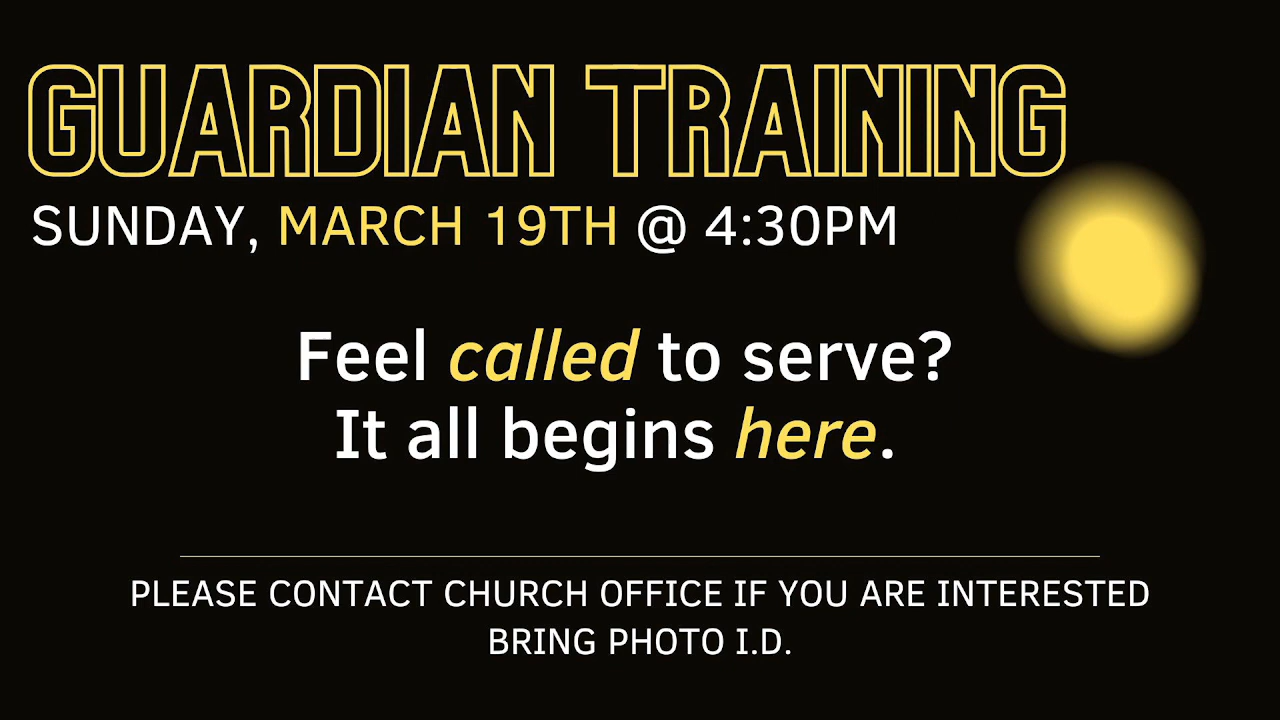 GUARDIAN TRAINING
SUNDAY, MARCH 19TH @ 4:30PM
Feel called to serve?
It all begins here.
PLEASE CONTACT CHURCH OFFICE IF YOU ARE INTERESTED
BRING PHOTO I.D.